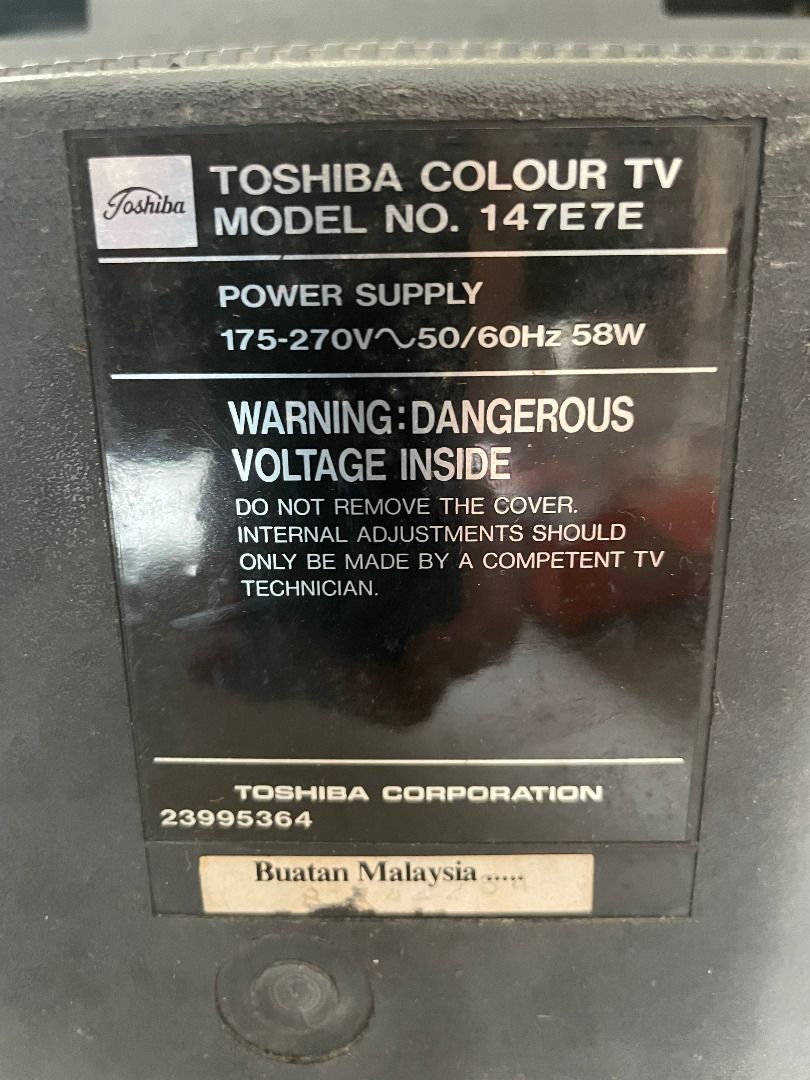 Toshiba
TOSHIBA COLOUR TV
MODEL NO. 147E7E
POWER SUPPLY
175-270V∿50/60Hz 58W
WARNING:DANGEROUS
VOLTAGE INSIDE
DO NOT REMOVE THE COVER.
INTERNAL ADJUSTMENTS SHOULD
ONLY BE MADE BY A COMPETENT TV
TECHNICIAN.
TOSHIBA CORPORATION
23995364
Buatan Malaysia .....